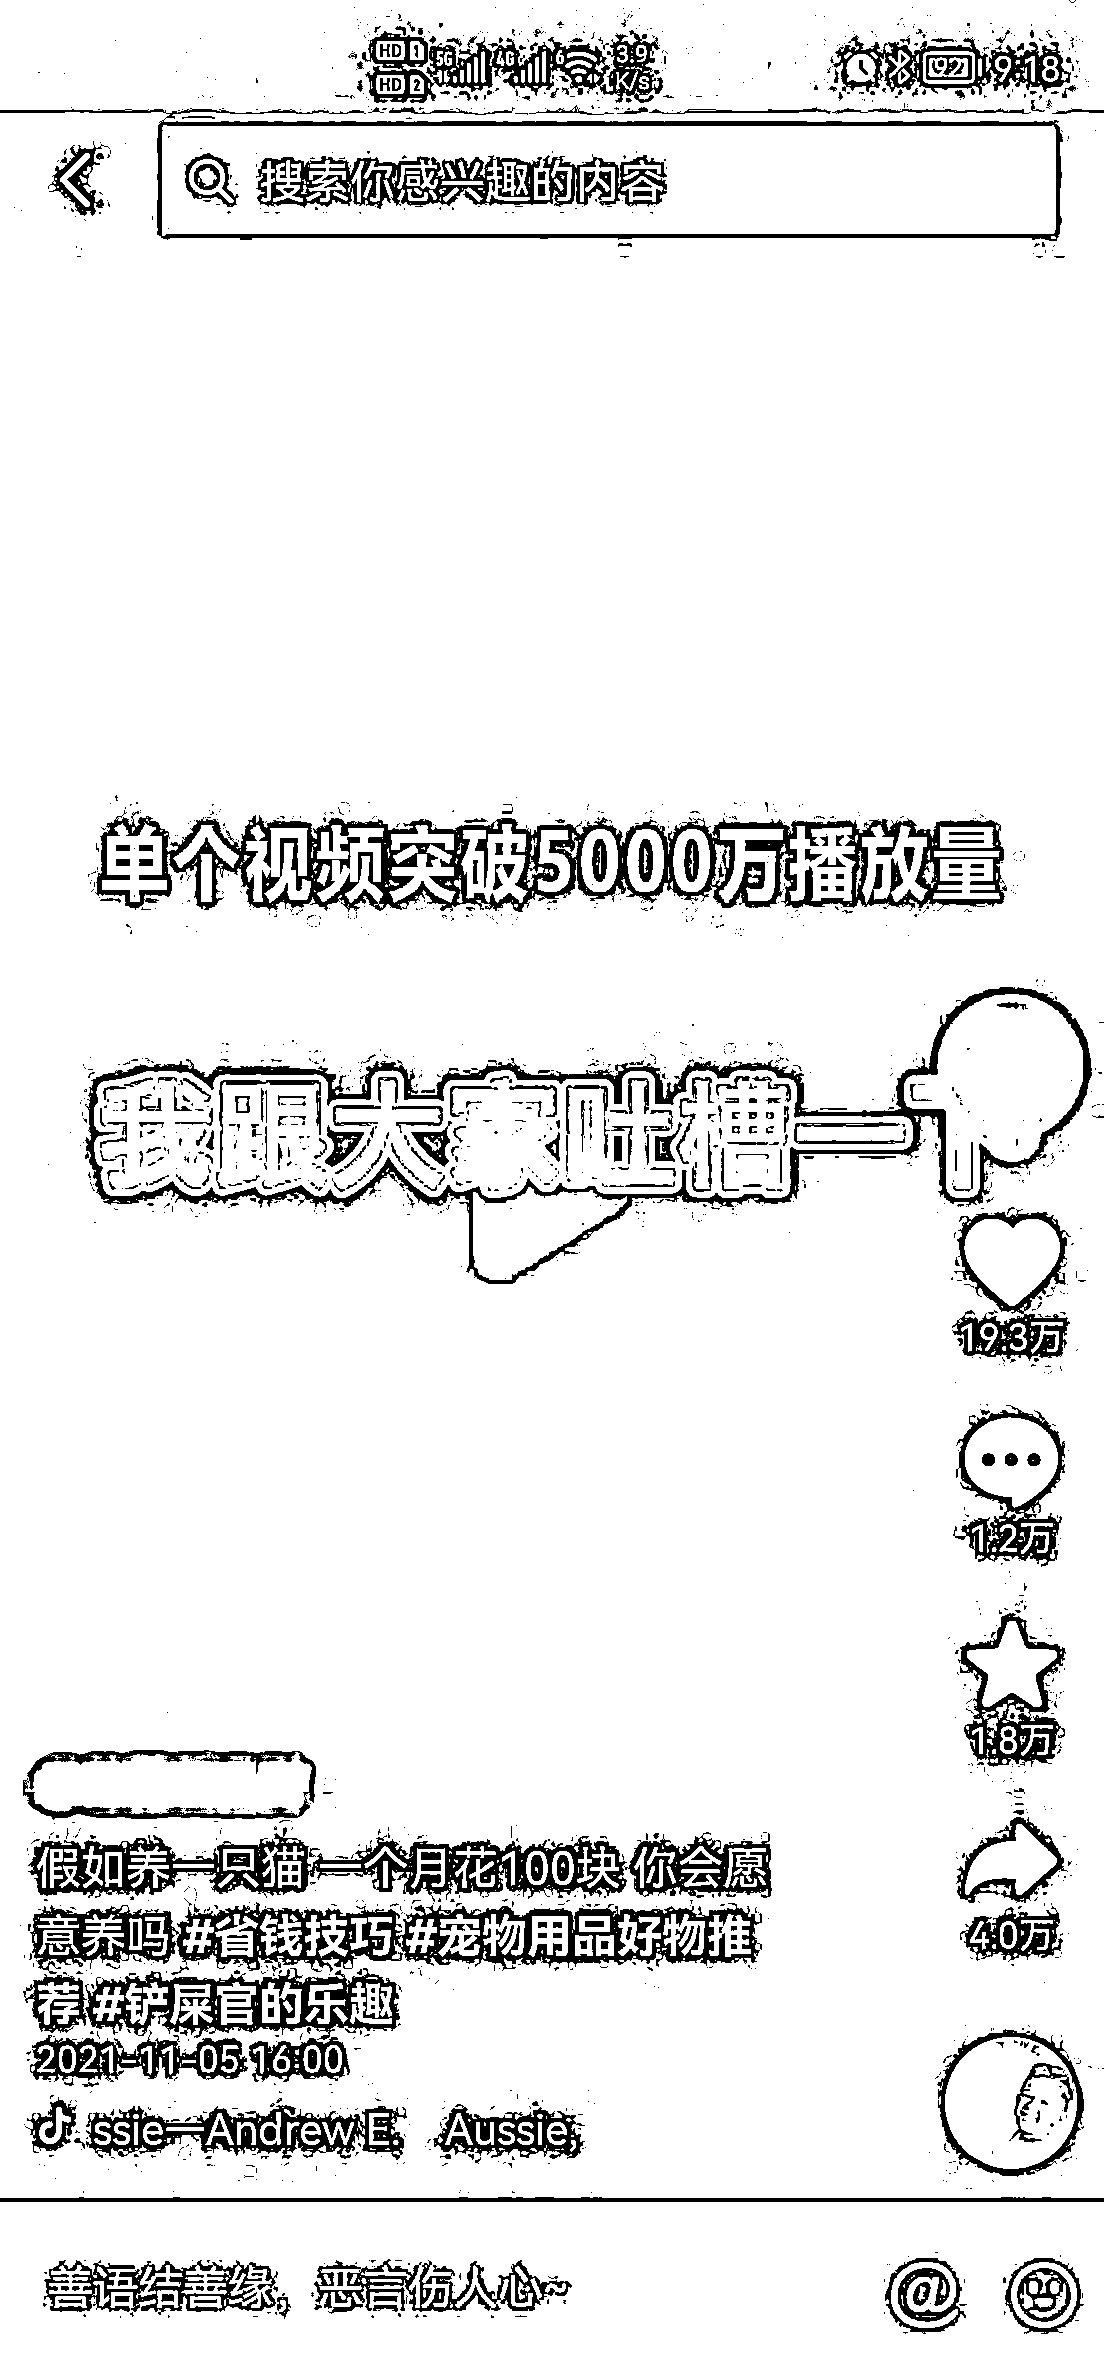 HD 1 5G 4G 3.9 92 9:18
HD 2 K/s
搜索你感兴趣的内容
单个视频突破5000万播放量
我跟大家吐槽一下
19.3万
1.2万
1.8万
假如养一只猫 一个月花100块 你会愿
意养吗 #省钱技巧 #宠物用品好物推
荐 #铲屎官的乐趣
4.0万
2021-11-05 16:00
ssie—Andrew E. Aussie,
善语结善缘，恶言伤人心~
@